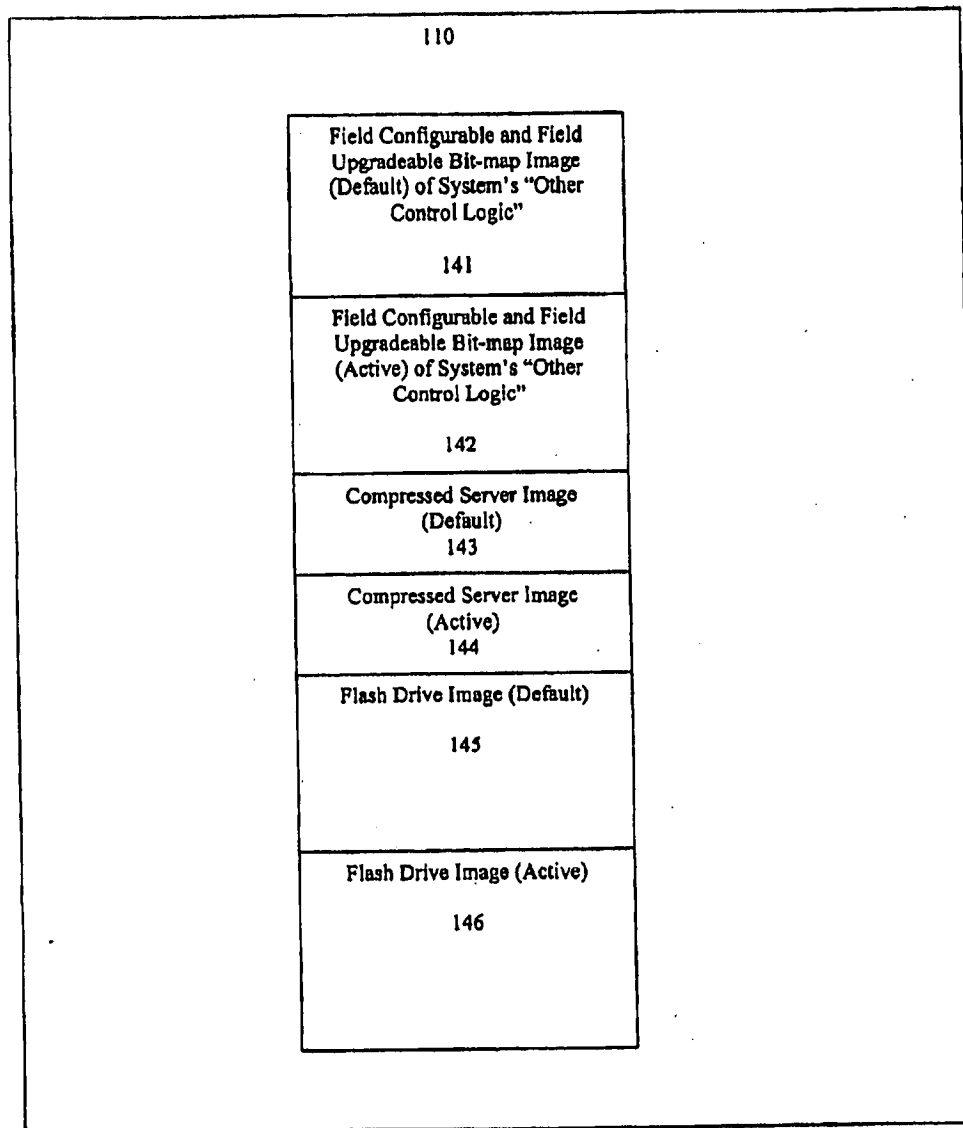 110
Field Configurable and Field
Upgradeable Bit-map Image
(Default) of System's "Other
Control Logic"
141
Field Configurable and Field
Upgradeable Bit-map Image
(Active) of System's "Other
Control Logic"
142
Compressed Server Image
(Default)
143
Compressed Server Image
(Active)
144
Flash Drive Image (Default)
145
Flash Drive Image (Active)
146